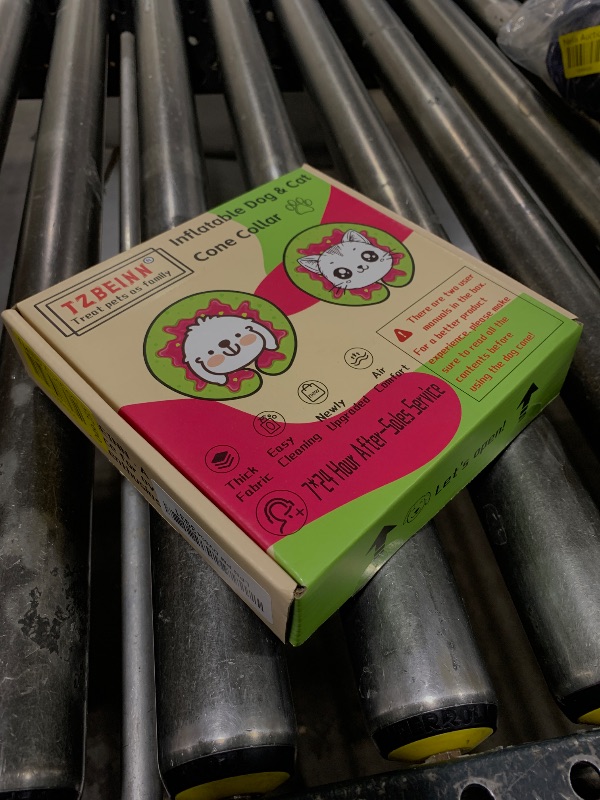 Inflatable Dog & Cat
Cone Collar
TZBEINN
Treat pets as family
There are two user
manuals in the box.
For a better product
experience, please make
sure to read all the
contents before
using the dog cone!
Thick
Fabric
Easy
Cleaning
Newly
Upgraded
Air
Comfort
7*24 Hour After-Sales Service
Let's open!